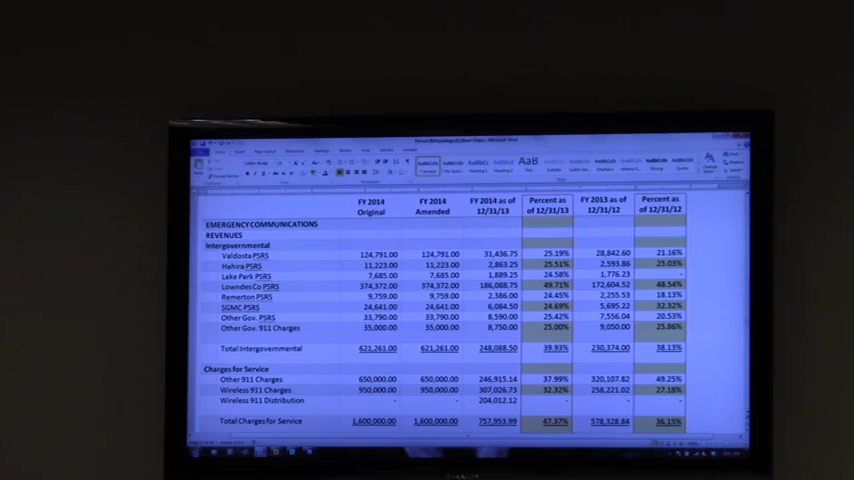 FY 2014 FY 2014 FY 2014 as of Percent as FY 2013 as of Percent as
Original Amended 12/31/13 of 12/31/13 12/31/12 of 12/31/12
EMERGENCY COMMUNICATIONS
REVENUES
Intergovernmental
Valdosta PSRS 124,791.00 124,791.00 31,436.75 25.19% 28,842.60 21.16%
Hahira PSRS 11,223.00 11,223.00 2,863.25 25.51% 2,593.86 25.03%
Lake Park PSRS 7,685.00 7,685.00 1,889.25 24.58% 1,776.23 -
Lowndes Co PSRS 374,372.00 374,372.00 186,088.75 49.71% 172,604.52 48.54%
Remerton PSRS 9,759.00 9,759.00 2,386.00 24.45% 2,255.53 18.13%
SGMC PSRS 24,641.00 24,641.00 6,084.50 24.69% 5,695.22 32.32%
Other Gov. PSRS 33,790.00 33,790.00 8,590.00 25.42% 7,556.04 20.53%
Other Gov. 911 Charges 35,000.00 35,000.00 8,750.00 25.00% 9,050.00 25.86%
Total Intergovernmental 621,261.00 621,261.00 248,088.50 39.93% 230,374.00 38.13%
Charges for Service
Other 911 Charges 650,000.00 650,000.00 246,915.14 37.99% 320,107.82 49.25%
Wireless 911 Charges 950,000.00 950,000.00 307,026.73 32.32% 258,221.02 27.18%
Wireless 911 Distribution - - 204,012.12 - -
Total Charges for Service 1,600,000.00 1,600,000.00 757,953.99 47.37% 578,328.84 36.15%